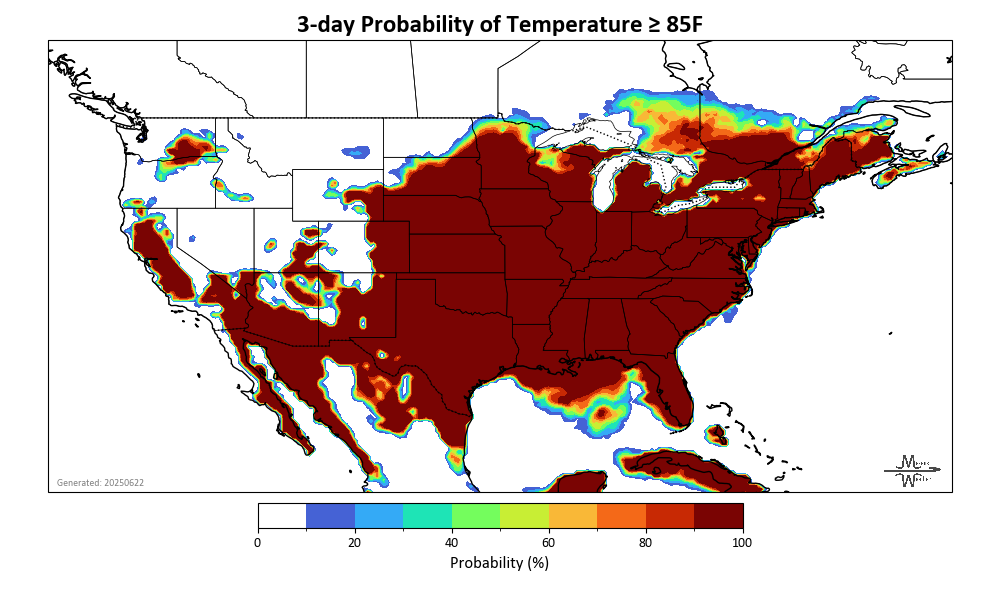 3-day Probability of Temperature ≥ 85F
Generated: 20250622
0 20 40 60 80 100
Probability (%)